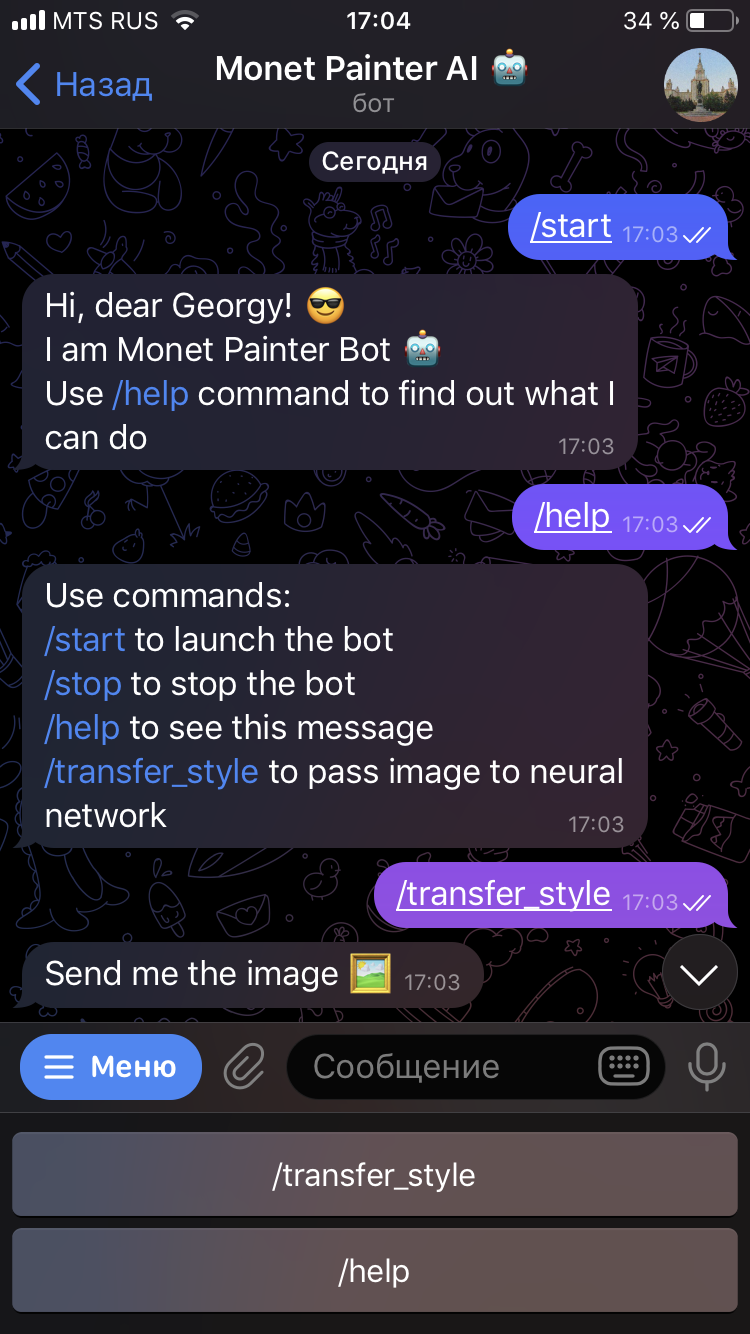 MTS RUS 17:04 34 %
Назад Monet Painter AI 🤖
бот
Сегодня
/start 17:03
Hi, dear Georgy! 😎
I am Monet Painter Bot 🤖
Use /help command to find out what I
can do 17:03
/help 17:03
Use commands:
/start to launch the bot
/stop to stop the bot
/help to see this message
/transfer_style to pass image to neural
network 17:03
/transfer_style 17:03
Send me the image 🖼️ 17:03
Меню Сообщение
/transfer_style
/help